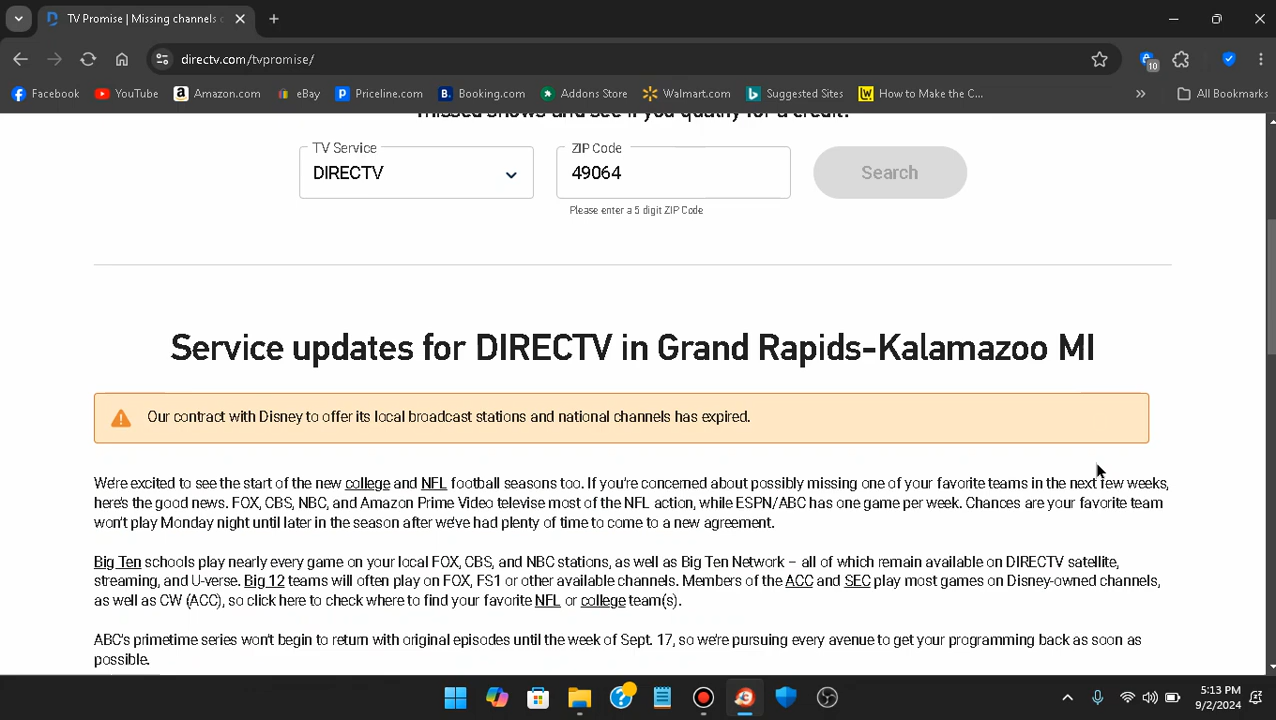 TV Promise | Missing channels c
directv.com/tvpromise/
10
Facebook YouTube Amazon.com eBay Priceline.com Booking.com Addons Store Walmart.com Suggested Sites How to Make the C... » All Bookmarks
missed shows and see if you qualify for a credit.
TV Service ZIP Code
DIRECTV 49064 Search
Please enter a 5 digit ZIP Code
Service updates for DIRECTV in Grand Rapids-Kalamazoo MI
Our contract with Disney to offer its local broadcast stations and national channels has expired.
We're excited to see the start of the new college and NFL football seasons too. If you're concerned about possibly missing one of your favorite teams in the next few weeks,
here's the good news. FOX, CBS, NBC, and Amazon Prime Video televise most of the NFL action, while ESPN/ABC has one game per week. Chances are your favorite team
won't play Monday night until later in the season after we've had plenty of time to come to a new agreement.
Big Ten schools play nearly every game on your local FOX, CBS, and NBC stations, as well as Big Ten Network – all of which remain available on DIRECTV satellite,
streaming, and U-verse. Big 12 teams will often play on FOX, FS1 or other available channels. Members of the ACC and SEC play most games on Disney-owned channels,
as well as CW (ACC), so click here to check where to find your favorite NFL or college team(s).
ABC's primetime series won't begin to return with original episodes until the week of Sept. 17, so we're pursuing every avenue to get your programming back as soon as
possible.
5:13 PM
9/2/2024